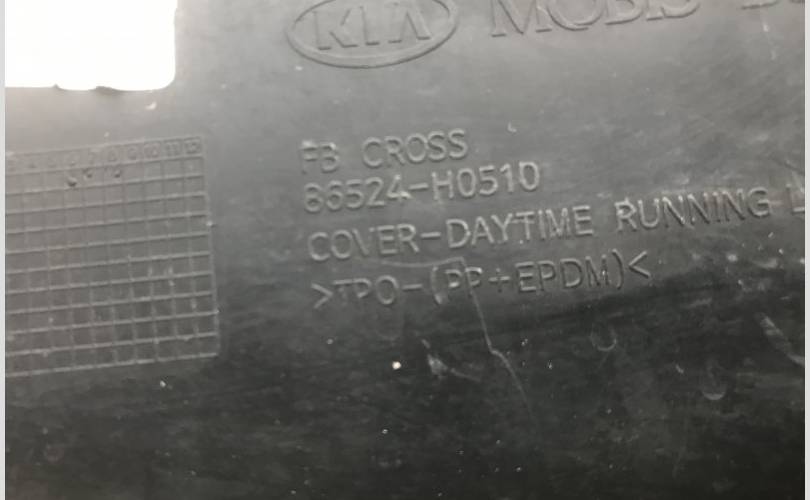 KIA MOBIS
FB CROSS
86524-H0510
COVER-DAYTIME RUNNING L
>TPO-(PP+EPDM)<